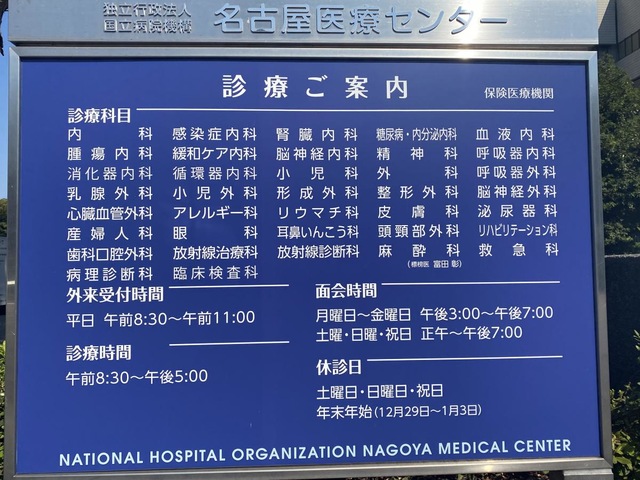 独立行政法人
国立病院機構 名古屋医療センター
診療ご案内 保険医療機関
診療科目
内科 感染症内科 腎臓内科 糖尿病・内分泌内科 血液内科
腫瘍内科 緩和ケア内科 脳神経内科 精神科 呼吸器内科
消化器内科 循環器内科 小児科 外科 呼吸器外科
乳腺外科 小児外科 形成外科 整形外科 脳神経外科
心臓血管外科 アレルギー科 リウマチ科 皮膚科 泌尿器科
産婦人科 眼科 耳鼻いんこう科 頭頸部外科 リハビリテーション科
歯科口腔外科 放射線治療科 放射線診断科 麻酔科 救急科
(標榜医 富田 彰)
病理診断科 臨床検査科
外来受付時間
平日 午前8:30〜午前11:00
診療時間
午前8:30〜午後5:00
面会時間
月曜日〜金曜日 午後3:00〜午後7:00
土曜・日曜・祝日 正午〜午後7:00
休診日
土曜日・日曜日・祝日
年末年始(12月29日〜1月3日)
NATIONAL HOSPITAL ORGANIZATION NAGOYA MEDICAL CENTER